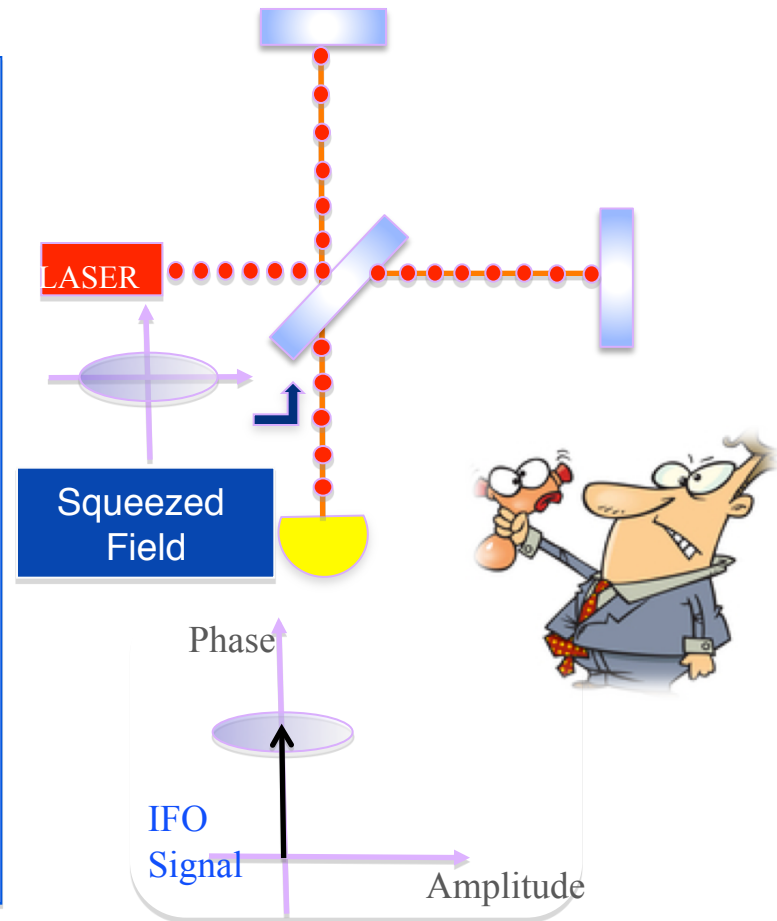 LASER
Squeezed
Field
Phase
IFO
Signal
Amplitude